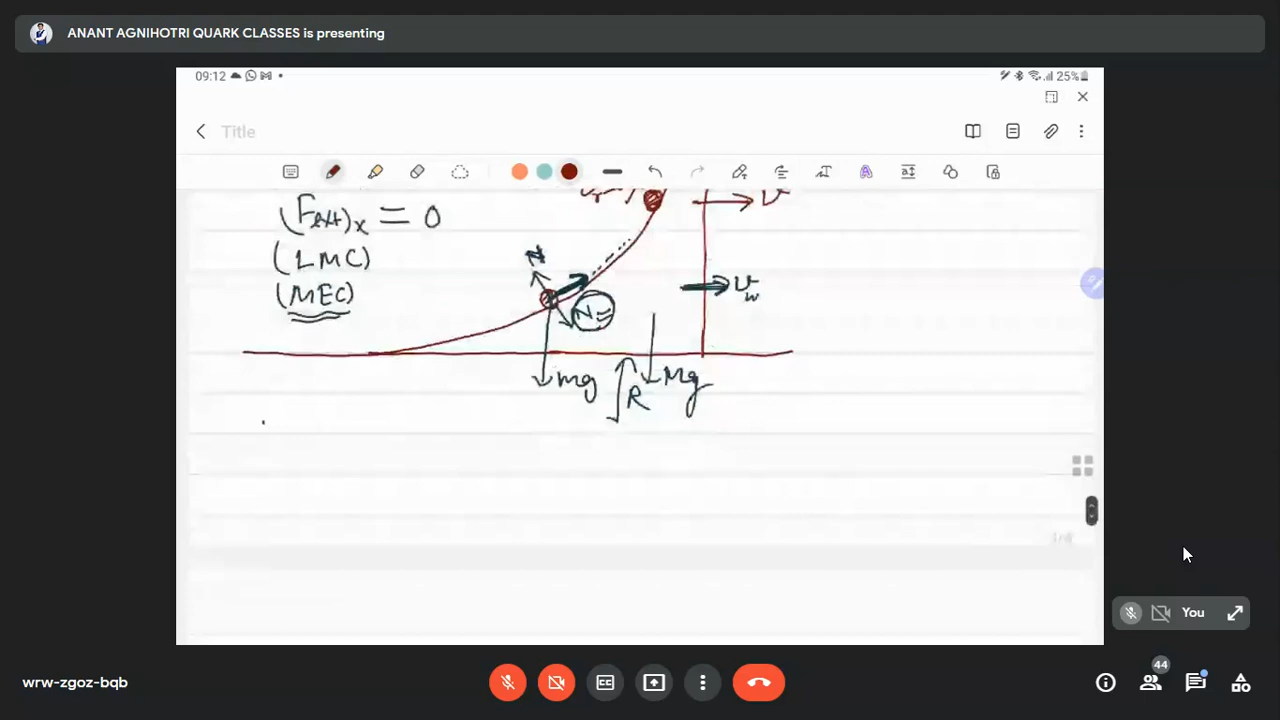 ANANT AGNIHOTRI QUARK CLASSES is presenting
09:12
25%
Title
(Fext)x = 0
(LMC)
(MEC)
N
N
vw
mg
R
Mg
44
You
wrw-zgoz-bqb
CC